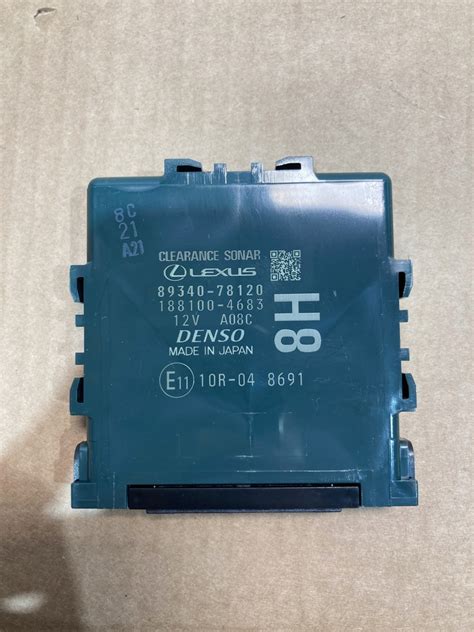 8C
21
A21
CLEARANCE SONAR
LEXUS
89340-78120
188100-4683
12V A08C
DENSO
MADE IN JAPAN
8H
E11 10R-04 8691